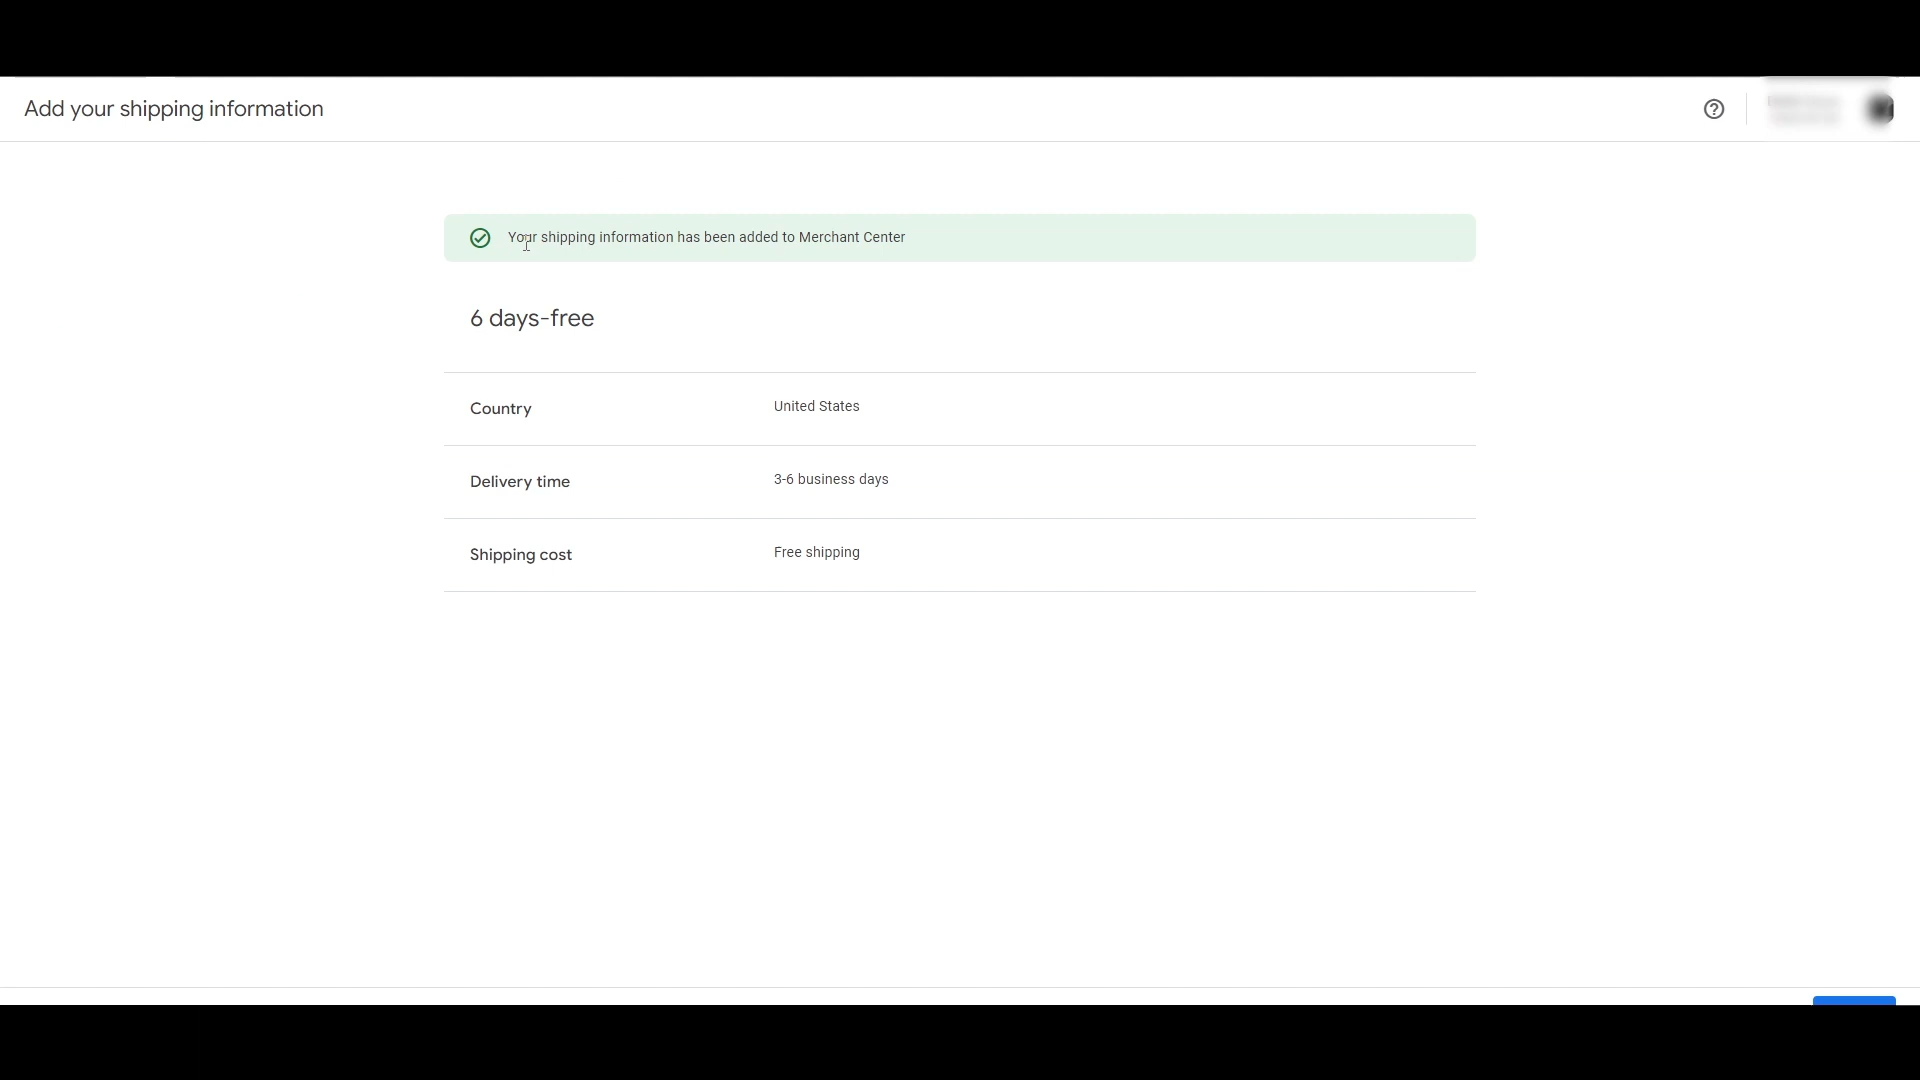 Add your shipping information
Your shipping information has been added to Merchant Center
6 days-free
Country
United States
Delivery time
3-6 business days
Shipping cost
Free shipping